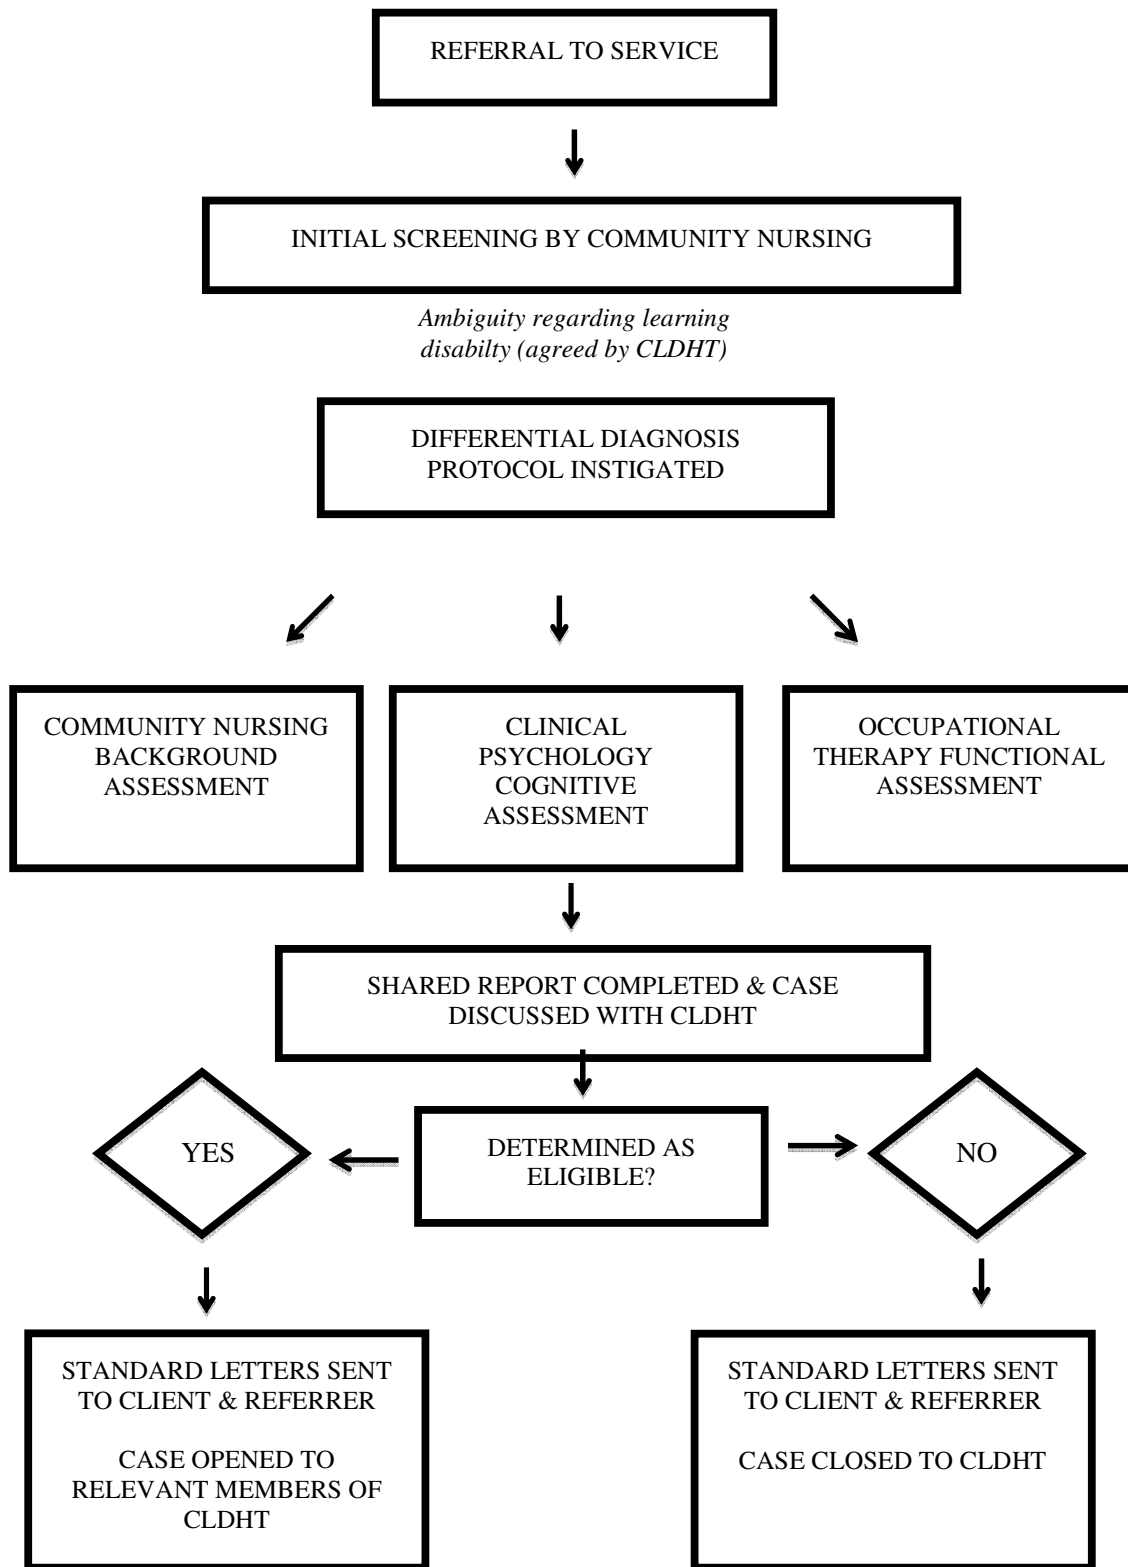 REFERRAL TO SERVICE
INITIAL SCREENING BY COMMUNITY NURSING
Ambiguity regarding learning
disabilty (agreed by CLDHT)
DIFFERENTIAL DIAGNOSIS
PROTOCOL INSTIGATED
COMMUNITY NURSING
BACKGROUND
ASSESSMENT
CLINICAL
PSYCHOLOGY
COGNITIVE
ASSESSMENT
OCCUPATIONAL
THERAPY FUNCTIONAL
ASSESSMENT
SHARED REPORT COMPLETED & CASE
DISCUSSED WITH CLDHT
YES
DETERMINED AS
ELIGIBLE?
NO
STANDARD LETTERS SENT
TO CLIENT & REFERRER
CASE OPENED TO
RELEVANT MEMBERS OF
CLDHT
STANDARD LETTERS SENT
TO CLIENT & REFERRER
CASE CLOSED TO CLDHT